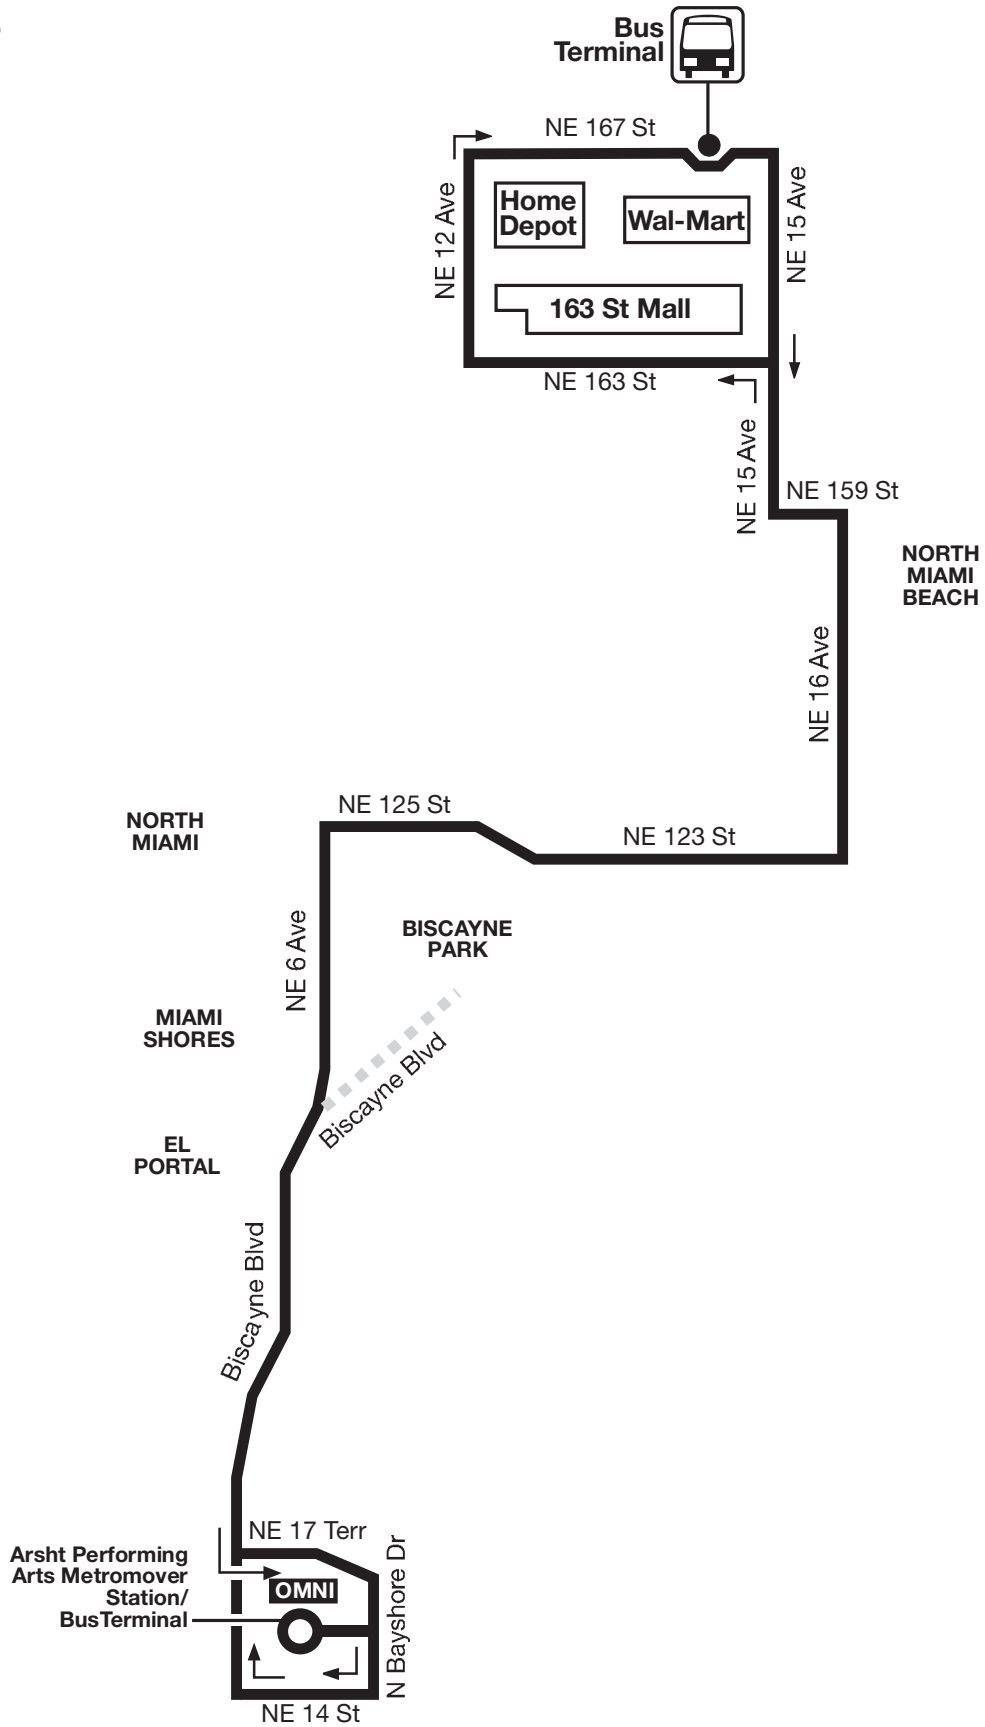 Bus
Terminal
NE 167 St
NE 12 Ave
Home
Depot
Wal-Mart
NE 15 Ave
163 St Mall
NE 163 St
NE 15 Ave
NE 159 St
NORTH
MIAMI
BEACH
NE 16 Ave
NE 125 St
NORTH
MIAMI
NE 123 St
NE 6 Ave
BISCAYNE
PARK
MIAMI
SHORES
Biscayne Blvd
EL
PORTAL
Biscayne Blvd
NE 17 Terr
Arsht Performing
Arts Metromover
Station/
BusTerminal
OMNI
N Bayshore Dr
NE 14 St